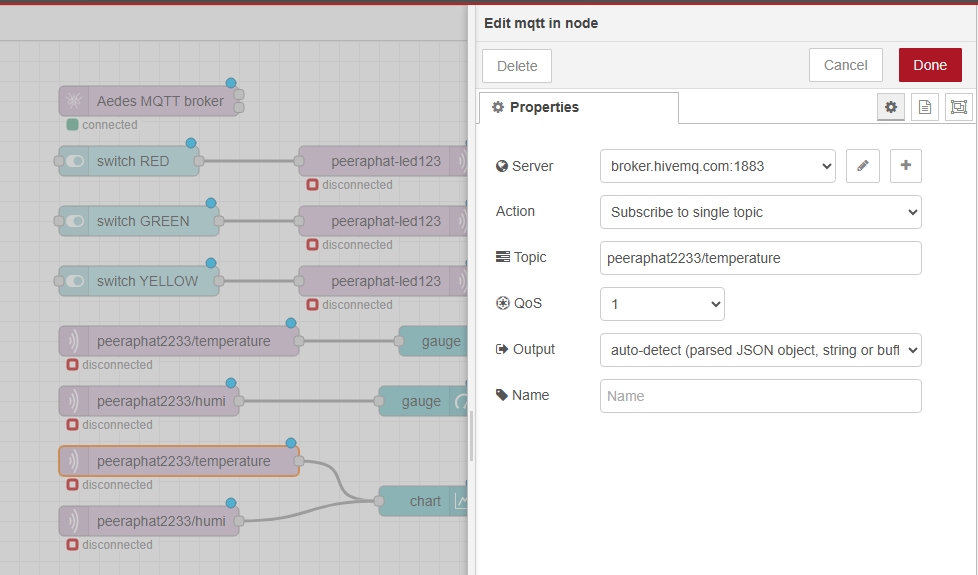 Edit mqtt in node
Delete
Cancel
Done
Properties
Server
broker.hivemq.com:1883
Action
Subscribe to single topic
Topic
peeraphat2233/temperature
QoS
1
Output
auto-detect (parsed JSON object, string or buff
Name
Name
Aedes MQTT broker
connected
switch RED
peeraphat-led123
disconnected
switch GREEN
peeraphat-led123
disconnected
switch YELLOW
peeraphat-led123
disconnected
peeraphat2233/temperature
gauge
disconnected
peeraphat2233/humi
gauge
disconnected
peeraphat2233/temperature
disconnected
chart
peeraphat2233/humi
disconnected